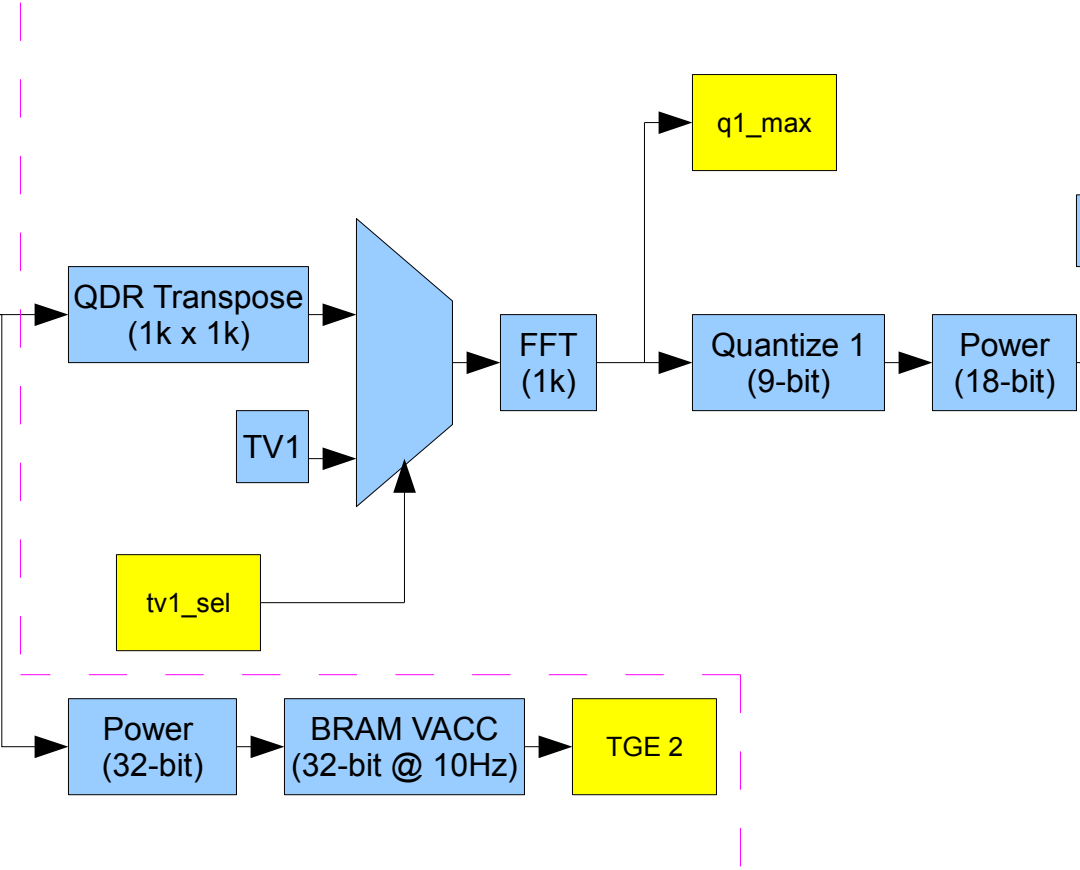 q1_max
QDR Transpose
(1k x 1k)
FFT
(1k)
Quantize 1
(9-bit)
Power
(18-bit)
TV1
tv1_sel
Power
(32-bit)
BRAM VACC
(32-bit @ 10Hz)
TGE 2